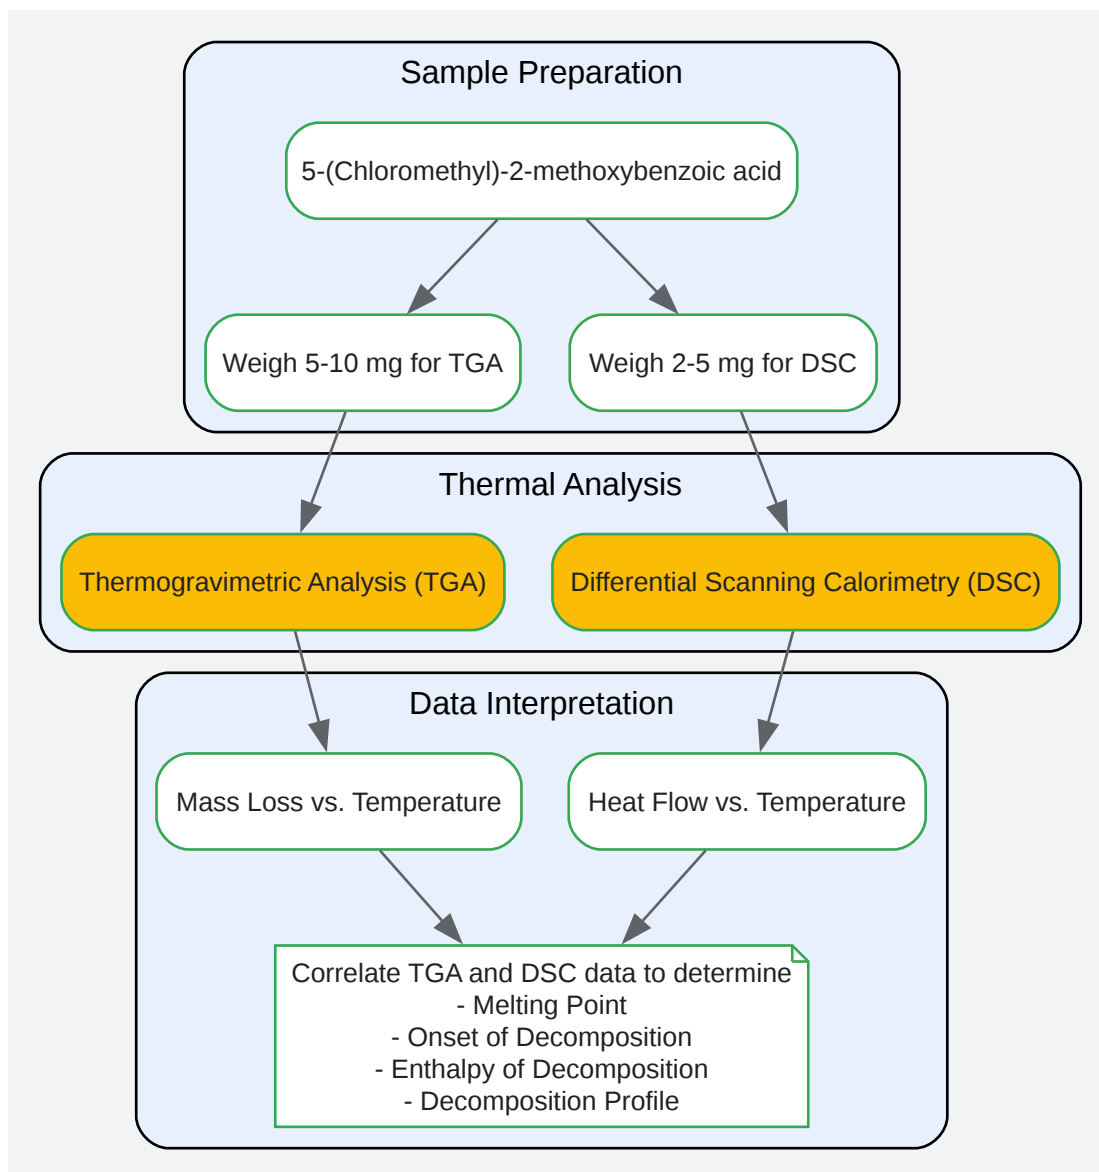 Sample Preparation
5-(Chloromethyl)-2-methoxybenzoic acid
Weigh 5-10 mg for TGA
Weigh 2-5 mg for DSC
Thermal Analysis
Thermogravimetric Analysis (TGA)
Differential Scanning Calorimetry (DSC)
Data Interpretation
Mass Loss vs. Temperature
Heat Flow vs. Temperature
Correlate TGA and DSC data to determine
- Melting Point
- Onset of Decomposition
- Enthalpy of Decomposition
- Decomposition Profile